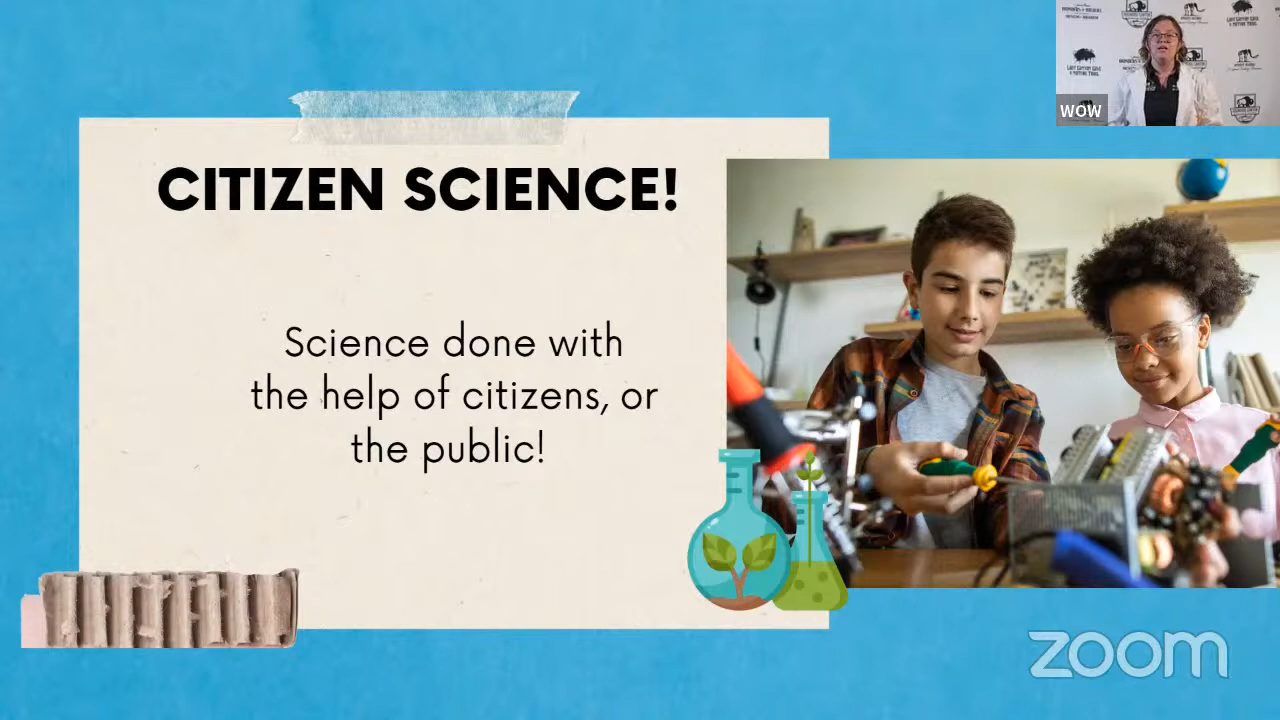 CITIZEN SCIENCE!
Science done with
the help of citizens, or
the public!
WOW
zoom